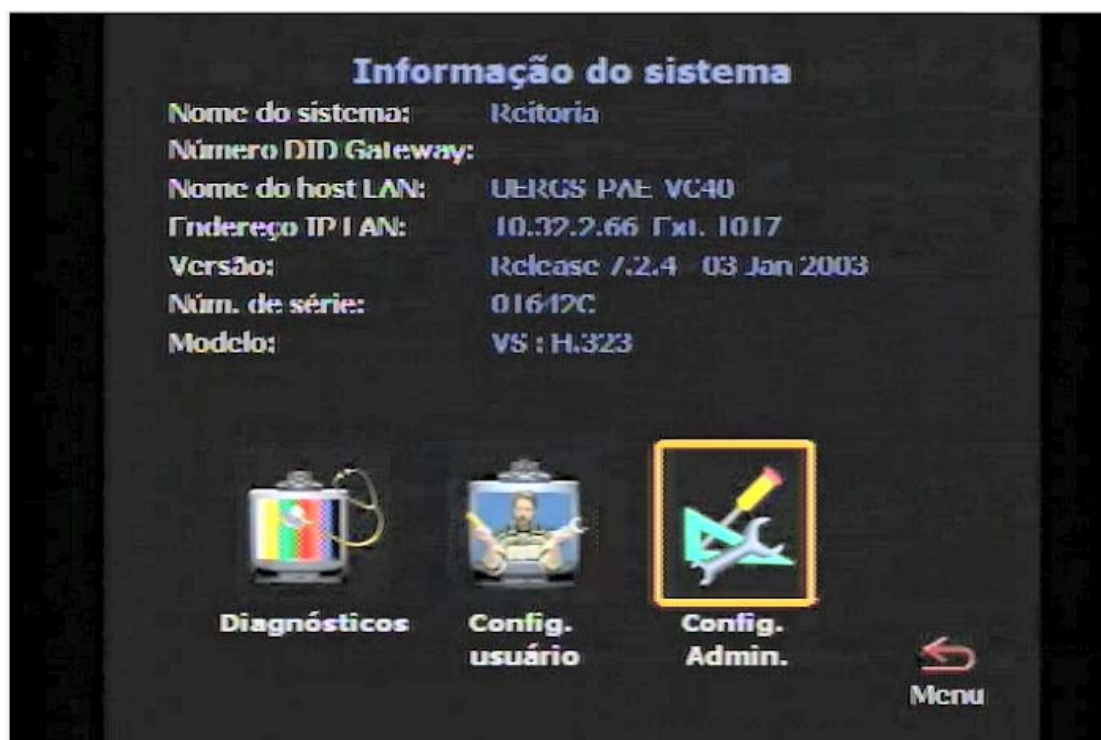 Informação do sistema
Nome do sistema: Reitoria
Número DID Gateway:
Nome do host LAN: UERGS PAE VC40
Endereço IP LAN: 10.32.2.66 Ext. 1017
Versão: Release 7.2.4 03 Jan 2003
Núm. de série: 01642C
Modelo: VS : H.323
Diagnósticos
Config. usuário
Config. Admin.
Menu